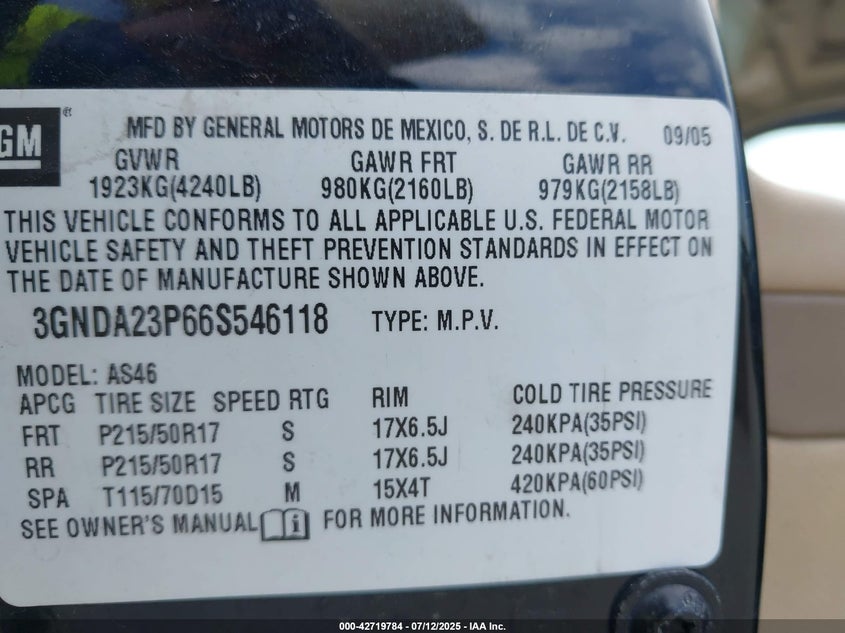 GM
MFD BY GENERAL MOTORS DE MEXICO, S. DE R.L. DE C.V. 09/05
GVWR GAWR FRT GAWR RR
1923KG(4240LB) 980KG(2160LB) 979KG(2158LB)
THIS VEHICLE CONFORMS TO ALL APPLICABLE U.S. FEDERAL MOTOR
VEHICLE SAFETY AND THEFT PREVENTION STANDARDS IN EFFECT ON
THE DATE OF MANUFACTURE SHOWN ABOVE.
3GNDA23P66S546118 TYPE: M.P.V.
MODEL: AS46
APCG TIRE SIZE SPEED RTG RIM COLD TIRE PRESSURE
FRT P215/50R17 S 17X6.5J 240KPA(35PSI)
RR P215/50R17 S 17X6.5J 240KPA(35PSI)
SPA T115/70D15 M 15X4T 420KPA(60PSI)
SEE OWNER'S MANUAL FOR MORE INFORMATION.
000-42719784 - 07/12/2025 - IAA Inc.